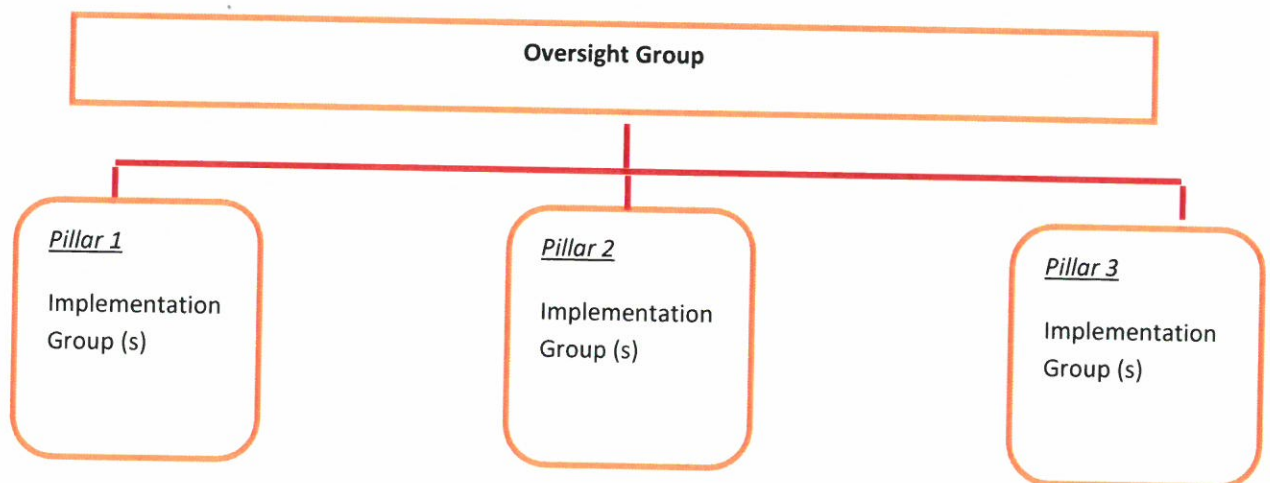 Oversight Group
Pillar 1
Implementation
Group (s)
Pillar 2
Implementation
Group (s)
Pillar 3
Implementation
Group (s)